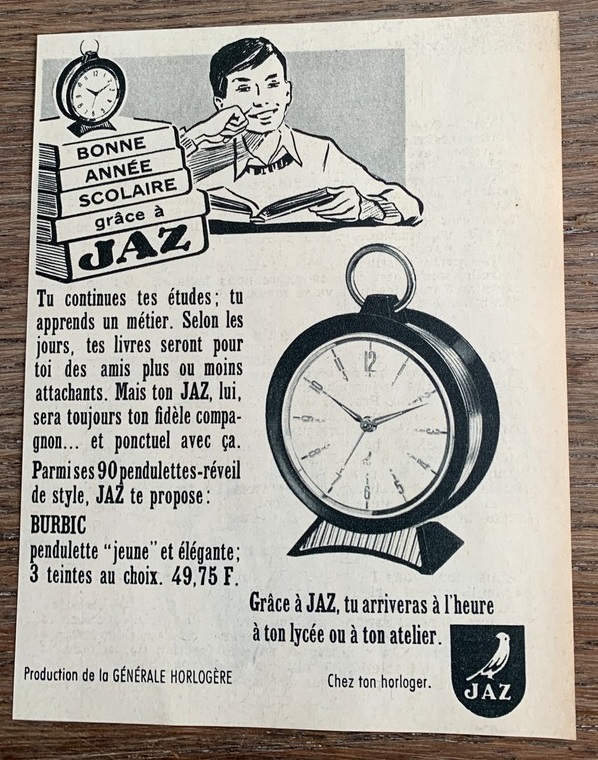 BONNE
ANNÉE
SCOLAIRE
grâce à
JAZ
Tu continues tes études; tu
apprends un métier. Selon les
jours, tes livres seront pour
toi des amis plus ou moins
attachants. Mais ton JAZ, lui,
sera toujours ton fidèle compa-
gnon... et ponctuel avec ça.
Parmi ses 90 pendulettes-réveil
de style, JAZ te propose:
BURBIC
pendulette "jeune" et élégante;
3 teintes au choix. 49,75 F.
12
Grâce à JAZ, tu arriveras à l'heure
à ton lycée ou à ton atelier.
Production de la GÉNÉRALE HORLOGÈRE
Chez ton horloger.
JAZ